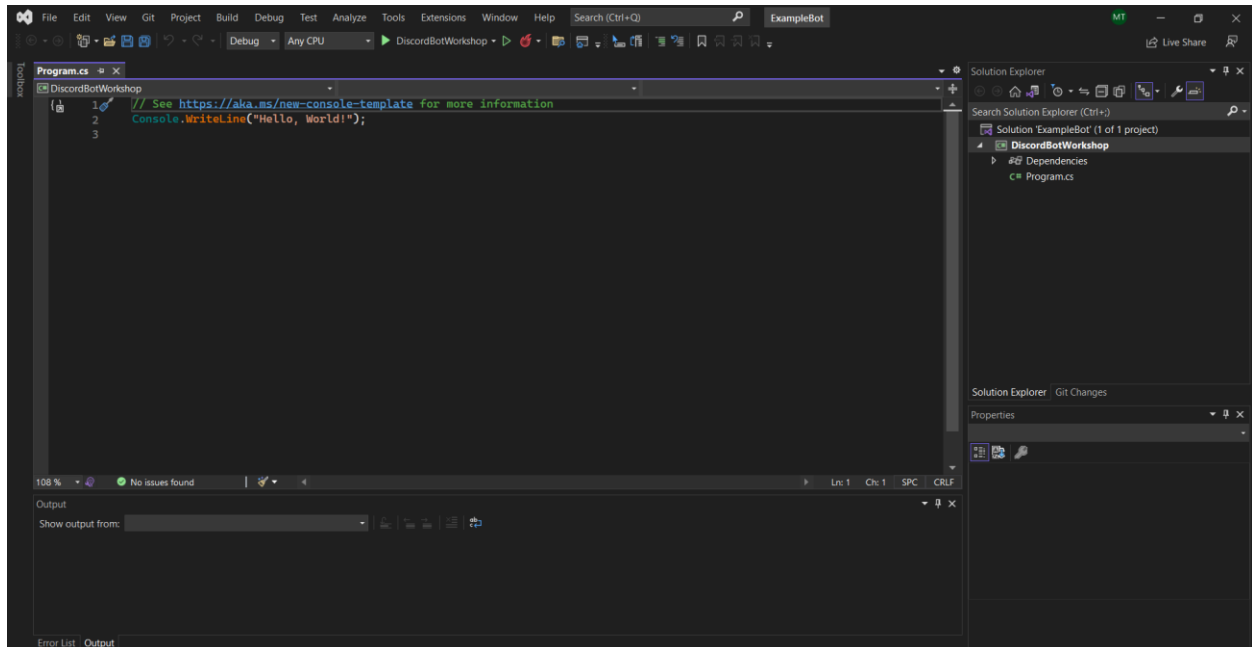 File Edit View Git Project Build Debug Test Analyze Tools Extensions Window Help Search (Ctrl+Q) ExampleBot MT
Debug Any CPU DiscordBotWorkshop Live Share
Toolbox
Program.cs
DiscordBotWorkshop
1 // See https://aka.ms/new-console-template for more information
2 Console.WriteLine("Hello, World!");
3
108 % No issues found Ln: 1 Ch: 1 SPC CRLF
Output
Show output from:
Error List Output
Solution Explorer
Search Solution Explorer (Ctrl+;)
Solution 'ExampleBot' (1 of 1 project)
DiscordBotWorkshop
Dependencies
C# Program.cs
Solution Explorer Git Changes
Properties